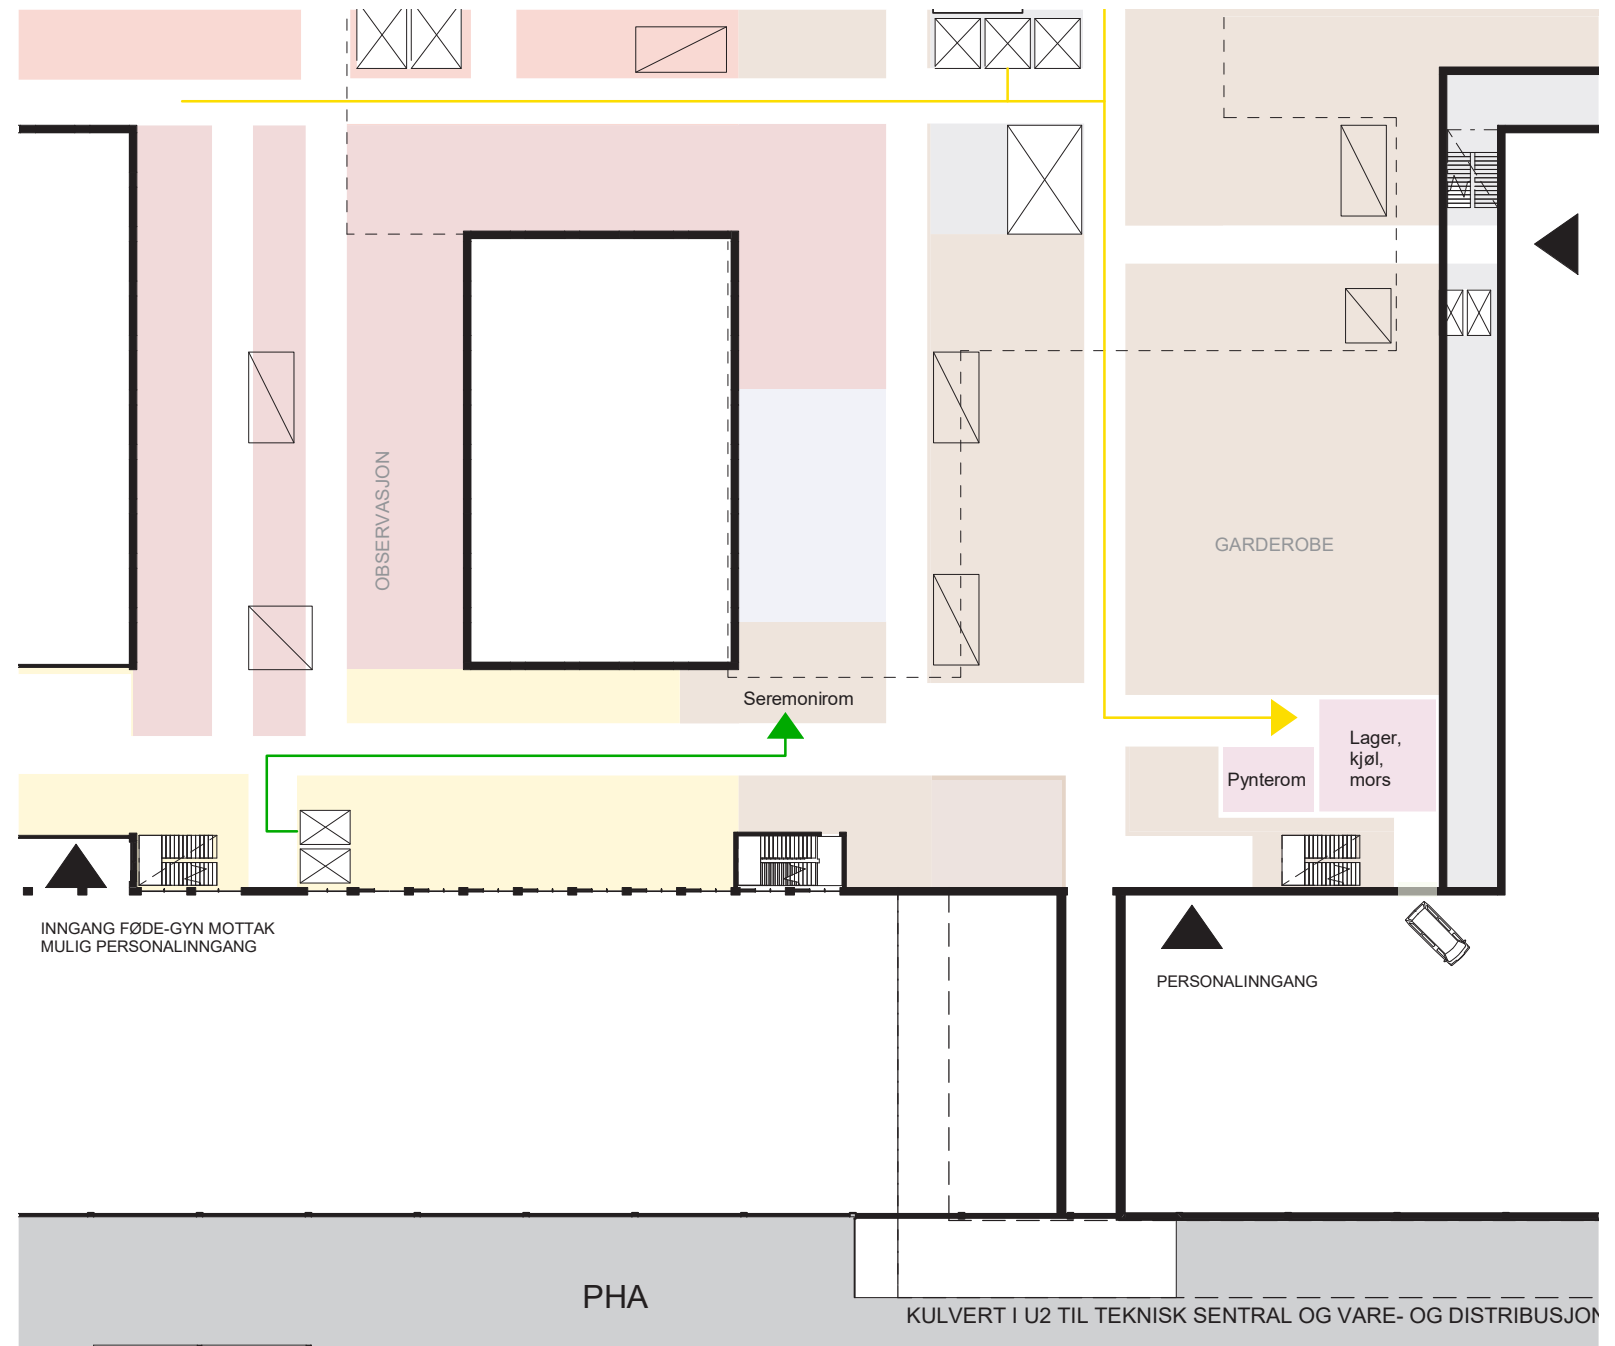 OBSERVASJON
GARDEROBE
Seremonirom
Lager,
kjøl,
mors
Pynterom
INNGANG FØDE-GYN MOTTAK
MULIG PERSONALINNGANG
PERSONALINNGANG
PHA
KULVERT I U2 TIL TEKNISK SENTRAL OG VARE- OG DISTRIBUSJON